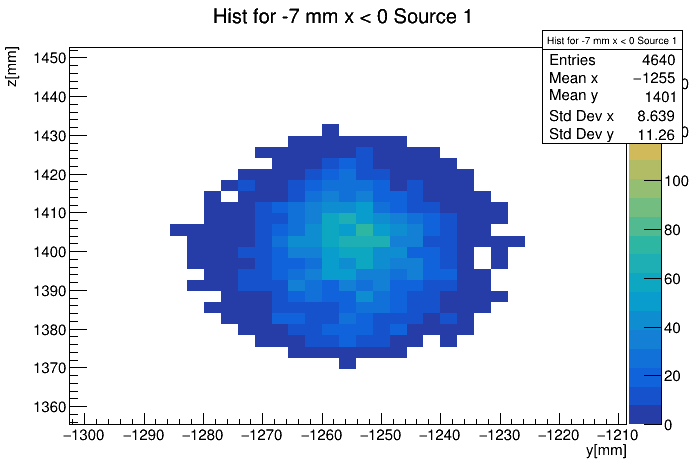 Hist for -7 mm x < 0 Source 1
Hist for -7 mm x < 0 Source 1
Entries 4640
Mean x −1255
Mean y 1401
Std Dev x 8.639
Std Dev y 11.26
z[mm]
1450
1440
1430
1420
1410
1400
1390
1380
1370
1360
−1300 −1290 −1280 −1270 −1260 −1250 −1240 −1230 −1220 −1210
y[mm]
100
80
60
40
20
0